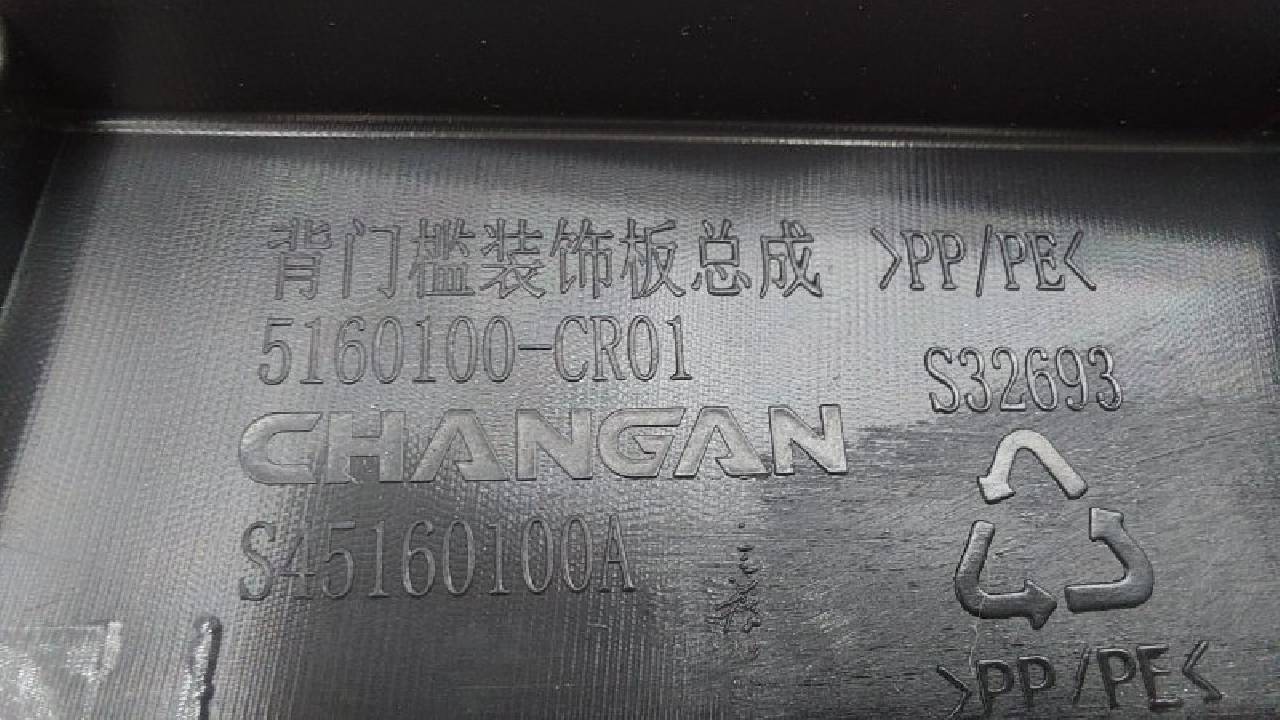 背门槛装饰板总成 >PP/PE<
5160100-CR01
S32693
CHANGAN
S45160100A
>PP/PE<